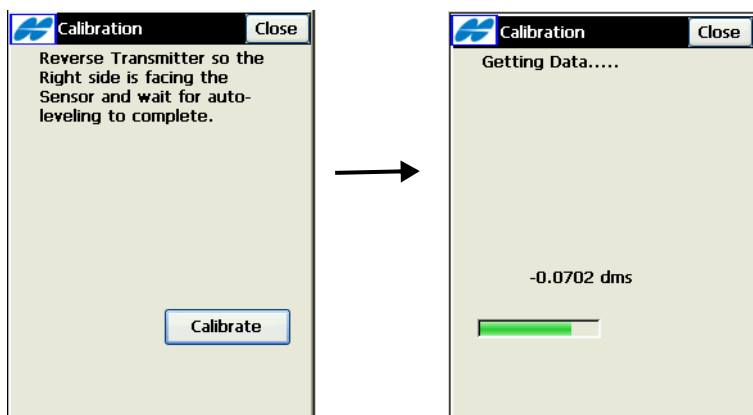 Calibration
Close
Reverse Transmitter so the
Right side is facing the
Sensor and wait for auto-
leveling to complete.
Calibrate
Calibration
Close
Getting Data.....
-0.0702 dms